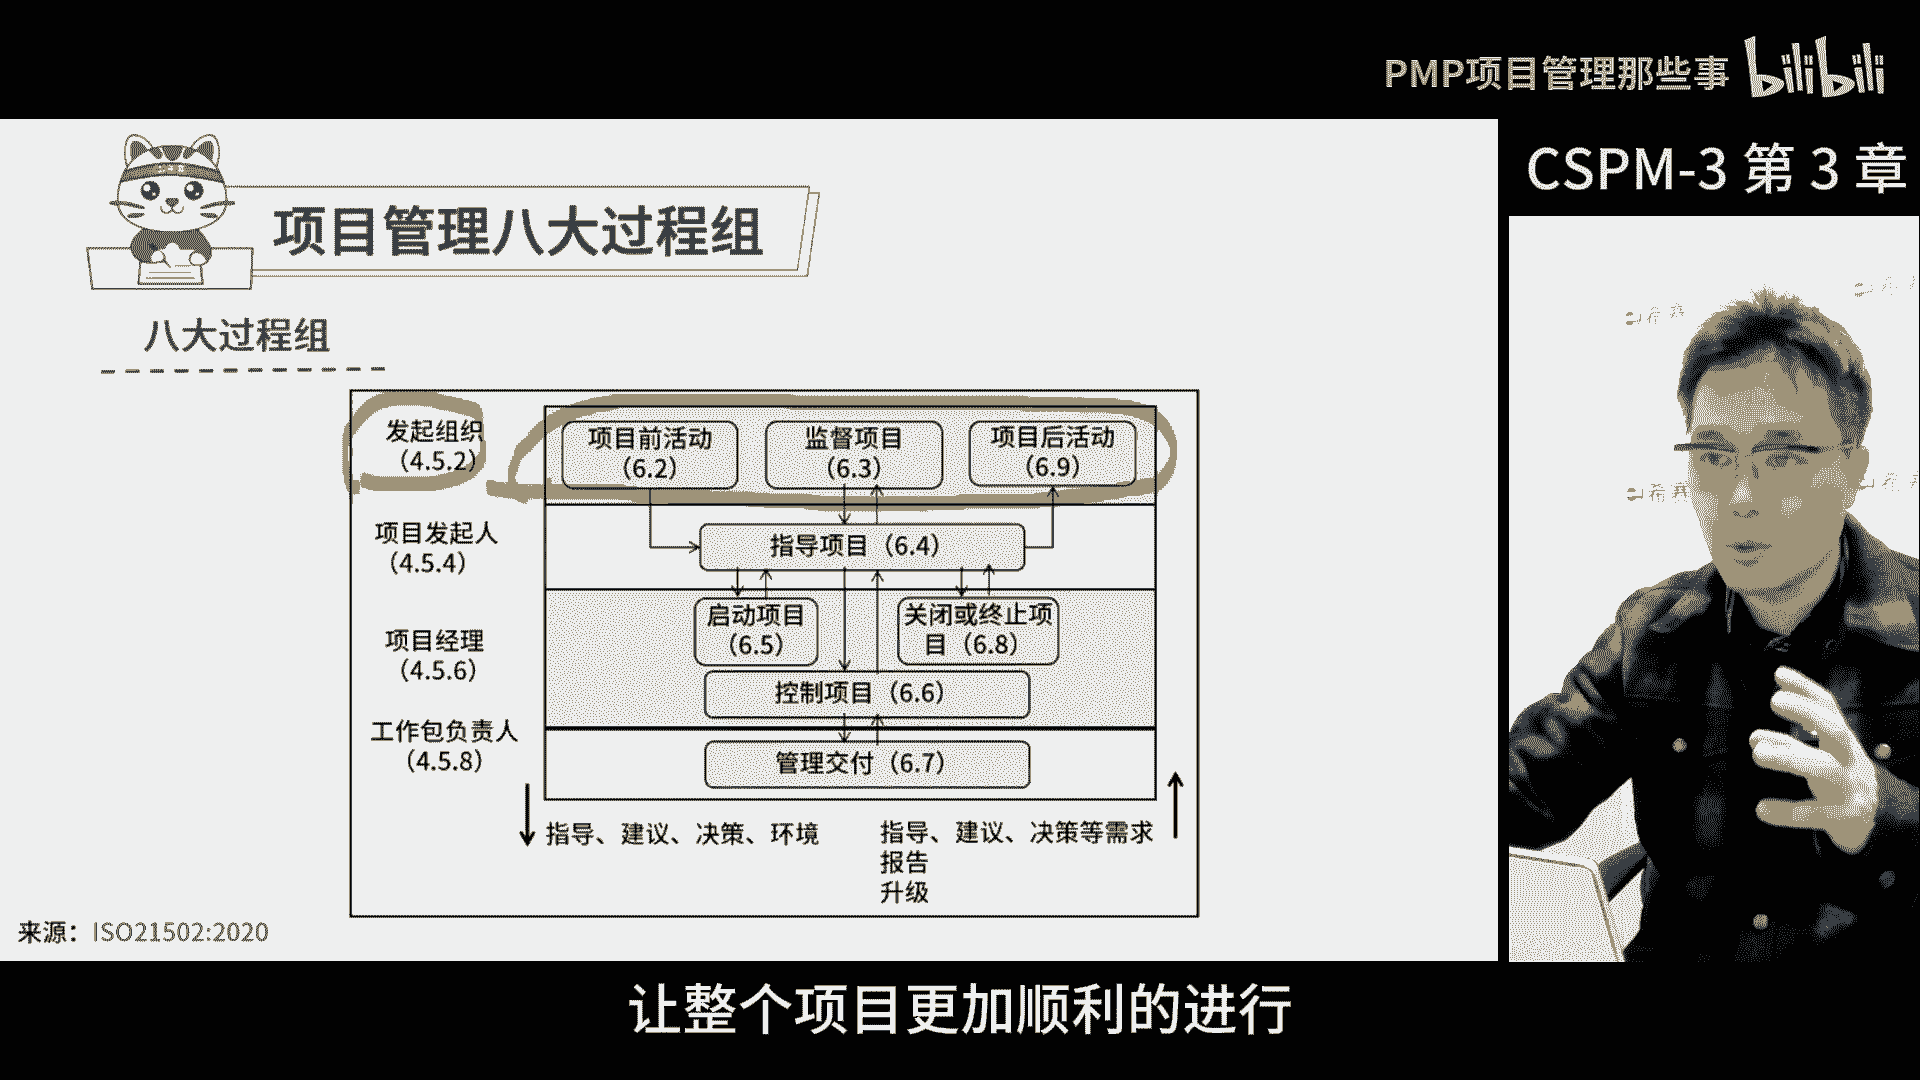 PMP项目管理那些事 bilibili
CSPM-3 第 3 章
项目管理八大过程组
八大过程组
发起组织
（4.5.2）
项目前活动
（6.2）
监督项目
（6.3）
项目后活动
（6.9）
项目发起人
（4.5.4）
指导项目（6.4）
项目经理
（4.5.6）
启动项目
（6.5）
关闭或终止项
目（6.8）
控制项目（6.6）
工作包负责人
（4.5.8）
管理交付（6.7）
指导、建议、决策、环境
指导、建议、决策等需求
报告
升级
来源：ISO21502:2020
让整个项目更加顺利的进行